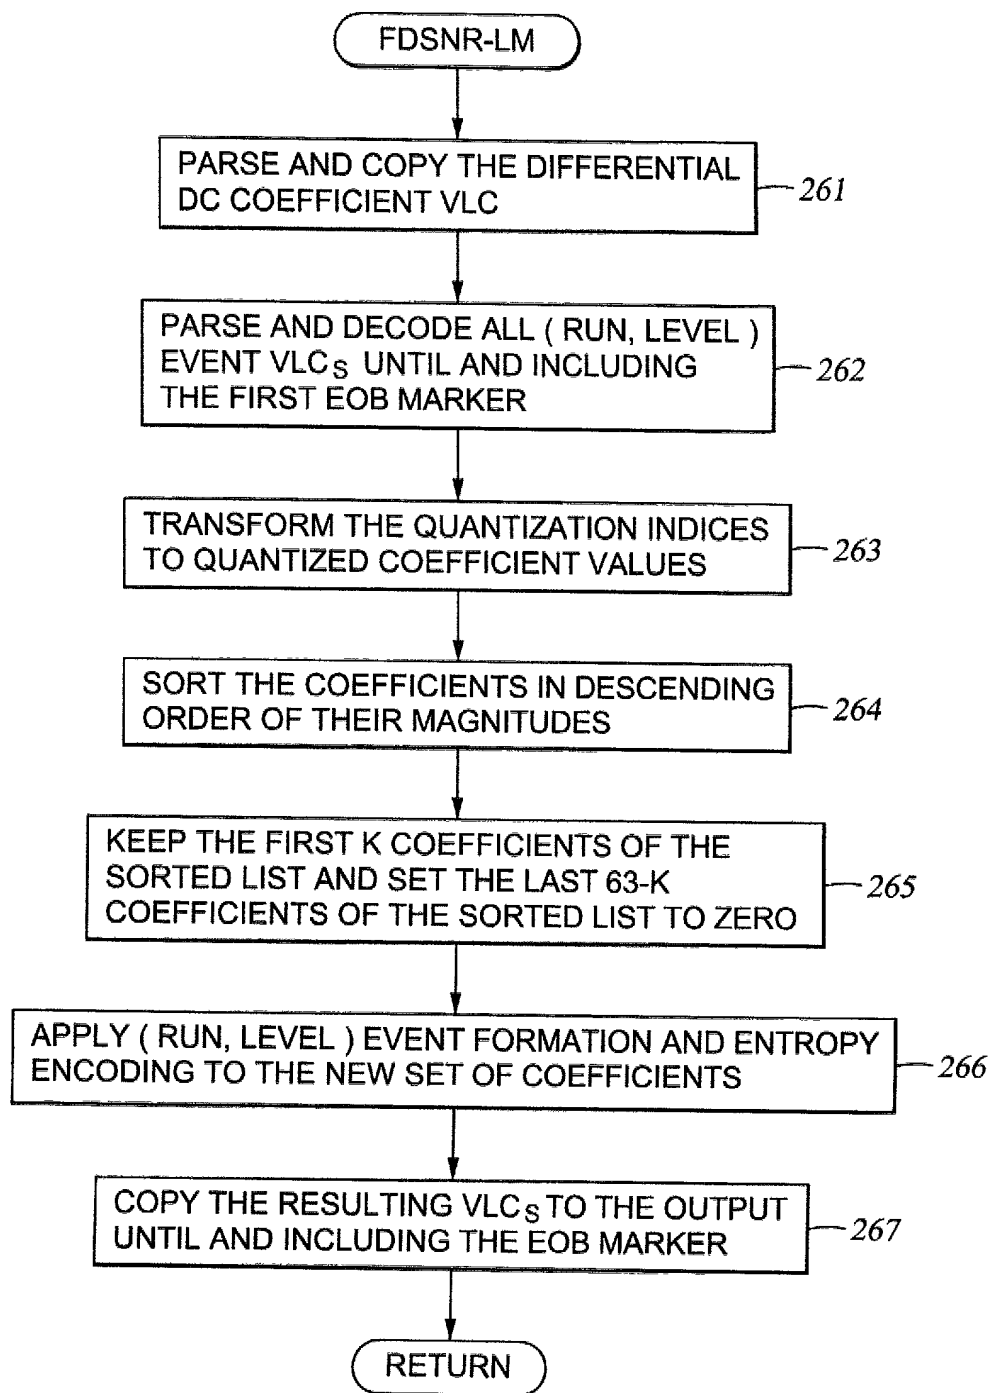 FDSNR-LM
PARSE AND COPY THE DIFFERENTIAL
DC COEFFICIENT VLC
261
PARSE AND DECODE ALL ( RUN, LEVEL )
EVENT VLCS UNTIL AND INCLUDING
THE FIRST EOB MARKER
262
TRANSFORM THE QUANTIZATION INDICES
TO QUANTIZED COEFFICIENT VALUES
263
SORT THE COEFFICIENTS IN DESCENDING
ORDER OF THEIR MAGNITUDES
264
KEEP THE FIRST K COEFFICIENTS OF THE
SORTED LIST AND SET THE LAST 63-K
COEFFICIENTS OF THE SORTED LIST TO ZERO
265
APPLY ( RUN, LEVEL ) EVENT FORMATION AND ENTROPY
ENCODING TO THE NEW SET OF COEFFICIENTS
266
COPY THE RESULTING VLCS TO THE OUTPUT
UNTIL AND INCLUDING THE EOB MARKER
267
RETURN